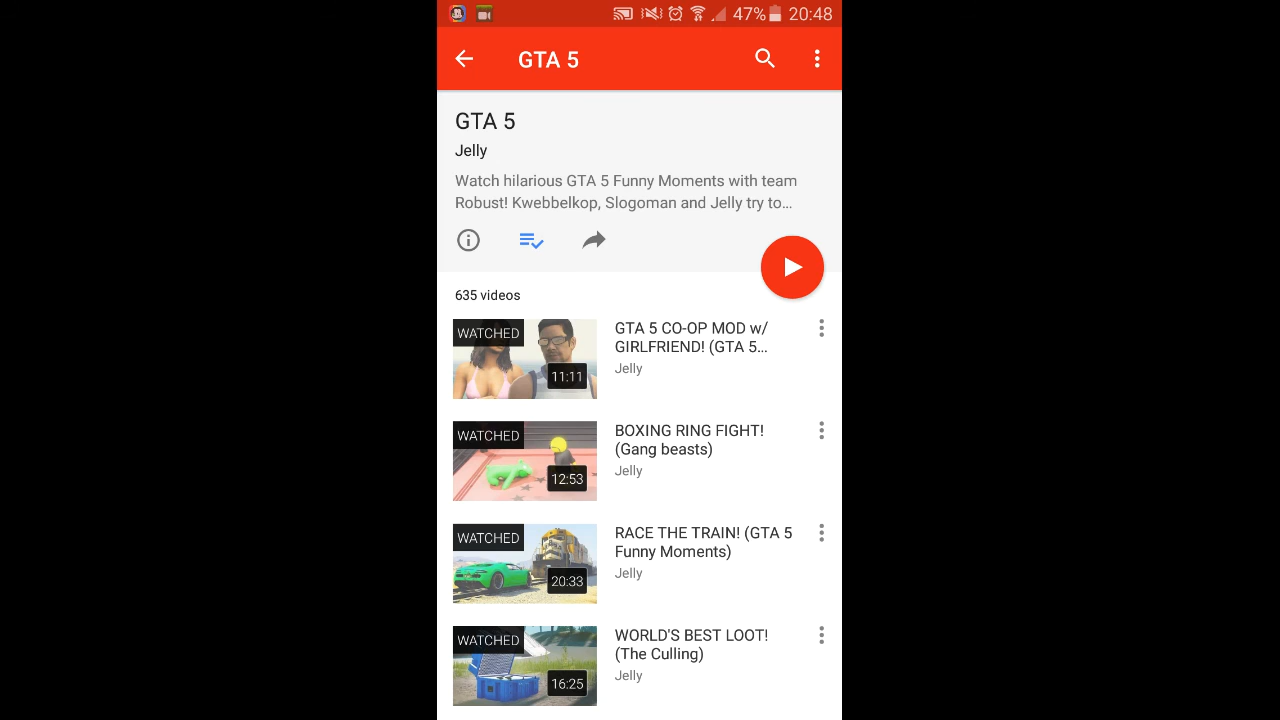 47% 20:48
GTA 5
GTA 5
Jelly
Watch hilarious GTA 5 Funny Moments with team
Robust! Kwebbelkop, Slogoman and Jelly try to...
635 videos
WATCHED
11:11
GTA 5 CO-OP MOD w/
GIRLFRIEND! (GTA 5...
Jelly
WATCHED
12:53
BOXING RING FIGHT!
(Gang beasts)
Jelly
WATCHED
20:33
RACE THE TRAIN! (GTA 5
Funny Moments)
Jelly
WATCHED
16:25
WORLD'S BEST LOOT!
(The Culling)
Jelly